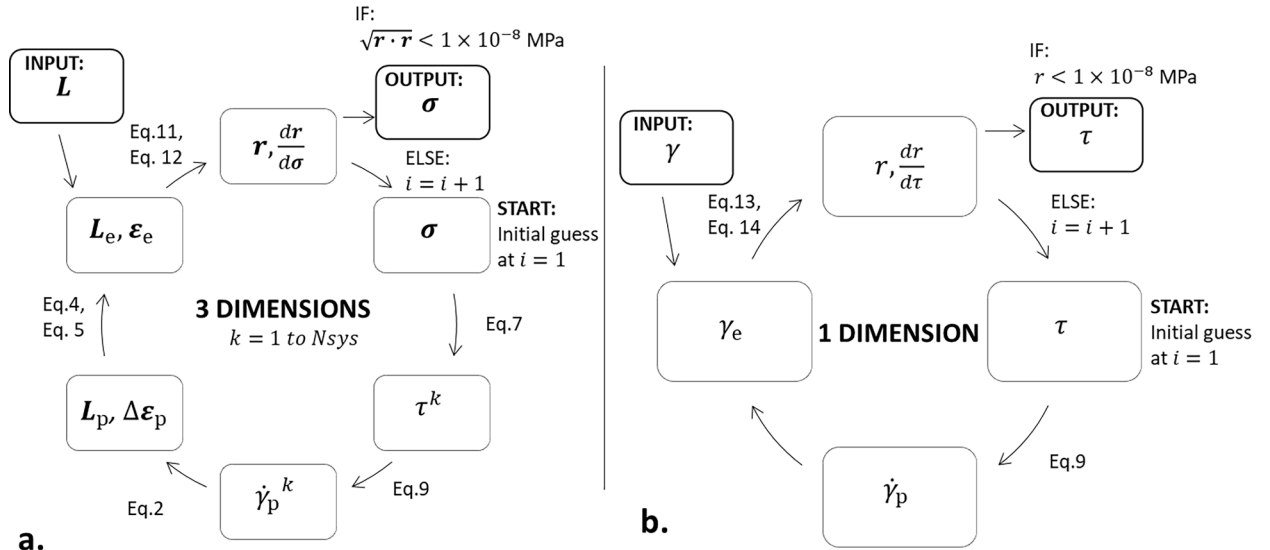 IF:
√𝒓 · 𝒓 < 1 × 10⁻⁸ MPa
INPUT:
𝑳
OUTPUT:
𝝈
Eq.11,
Eq. 12
𝒓, d𝒓/d𝝈
ELSE:
i = i + 1
𝑳e, 𝜺e
𝝈
START:
Initial guess
at i = 1
Eq.4,
Eq. 5
3 DIMENSIONS
k = 1 to Nsys
Eq.7
𝑳p, Δ𝜺p
τᵏ
Eq.2
γ̇pᵏ
Eq.9
a.
IF:
r < 1 × 10⁻⁸ MPa
INPUT:
γ
OUTPUT:
τ
r, dr/dτ
Eq.13,
Eq. 14
ELSE:
i = i + 1
γe
1 DIMENSION
τ
START:
Initial guess
at i = 1
Eq.9
γ̇p
b.